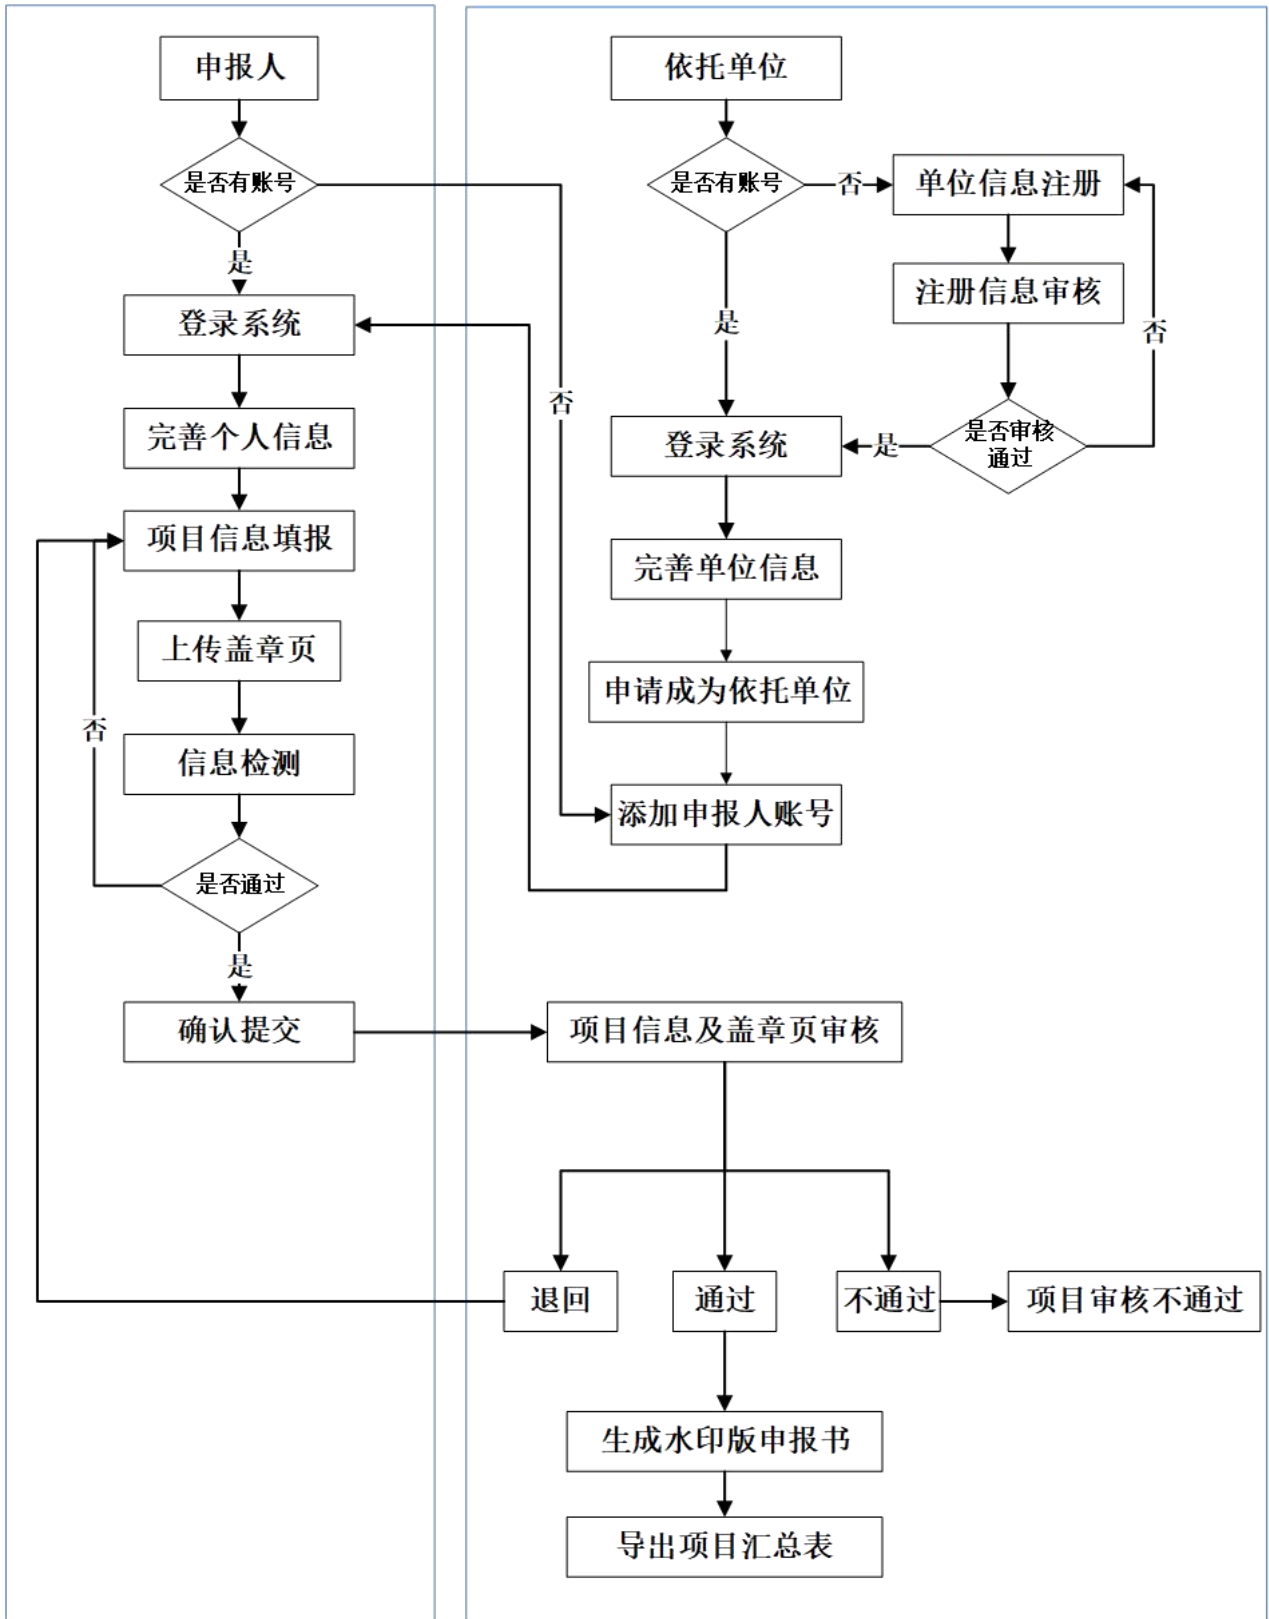 申报人
是否有账号
是
登录系统
完善个人信息
项目信息填报
上传盖章页
信息检测
否
是否通过
是
确认提交
否
依托单位
是否有账号
否
单位信息注册
注册信息审核
是
否
是否审核
通过
是
登录系统
完善单位信息
申请成为依托单位
添加申报人账号
项目信息及盖章页审核
退回
通过
不通过
项目审核不通过
生成水印版申报书
导出项目汇总表